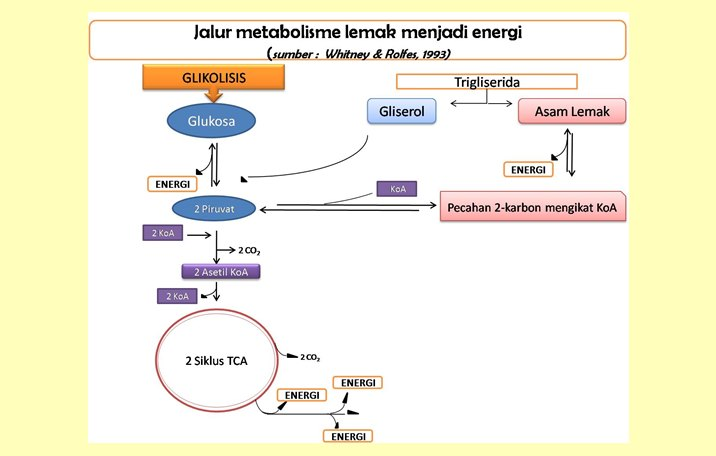 Jalur metabolisme lemak menjadi energi
(sumber : Whitney & Rolfes, 1993)
GLIKOLISIS
Trigliserida
Glukosa
Gliserol
Asam Lemak
ENERGI
ENERGI
KoA
2 Piruvat
Pecahan 2-karbon mengikat KoA
2 KoA
2 CO₂
2 Asetil KoA
2 KoA
2 Siklus TCA
2 CO₂
ENERGI
ENERGI
ENERGI